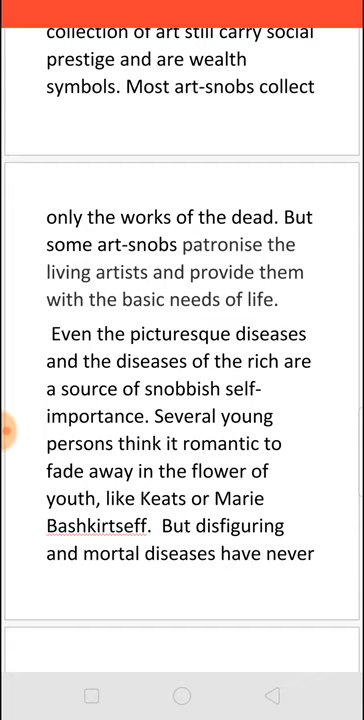 collection of art still carry social
prestige and are wealth
symbols. Most art-snobs collect
only the works of the dead. But
some art-snobs patronise the
living artists and provide them
with the basic needs of life.
Even the picturesque diseases
and the diseases of the rich are
a source of snobbish self-
importance. Several young
persons think it romantic to
fade away in the flower of
youth, like Keats or Marie
Bashkirtseff.  But disfiguring
and mortal diseases have never